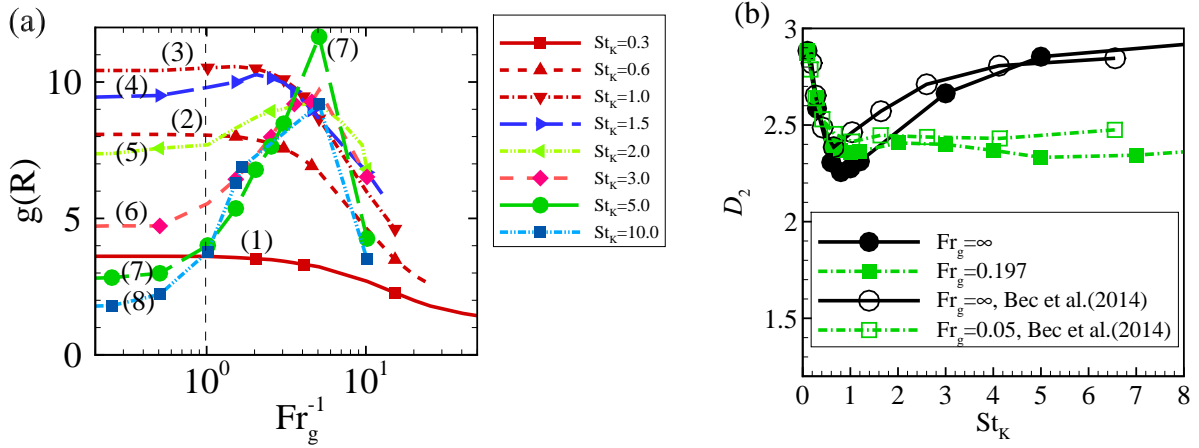 (a)
g(R)
10
5
0
10^0
10^1
Fr_g^-1
(3)
(4)
(2)
(5)
(6)
(7)
(8)
(1)
(7)
St_K=0.3
St_K=0.6
St_K=1.0
St_K=1.5
St_K=2.0
St_K=3.0
St_K=5.0
St_K=10.0
(b)
D_2
3
2.5
2
1.5
0 1 2 3 4 5 6 7 8
St_K
Fr_g=∞
Fr_g=0.197
Fr_g=∞, Bec et al.(2014)
Fr_g=0.05, Bec et al.(2014)